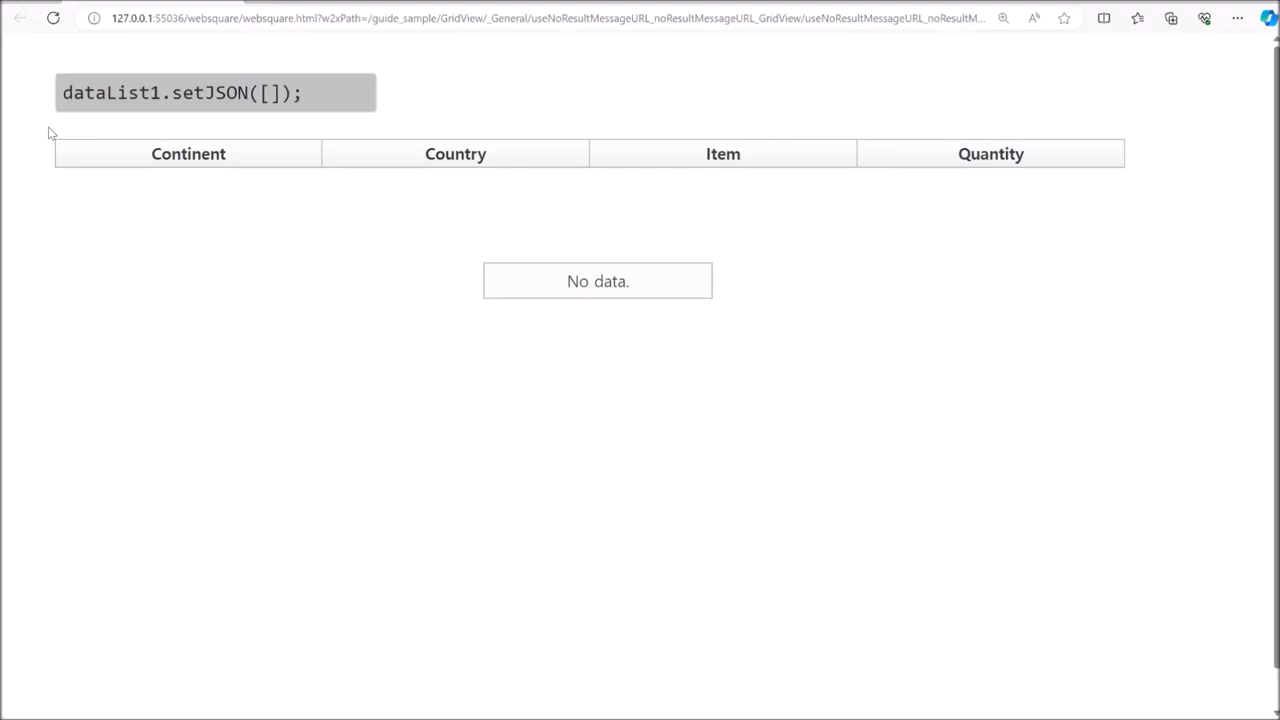 127.0.0.1:55036/websquare/websquare.html?w2xPath=/guide_sample/GridView/_General/useNoResultMessageURL_noResultMessageURL_GridView/useNoResultMessageURL_noResultM...
dataList1.setJSON([]);
Continent Country Item Quantity
No data.